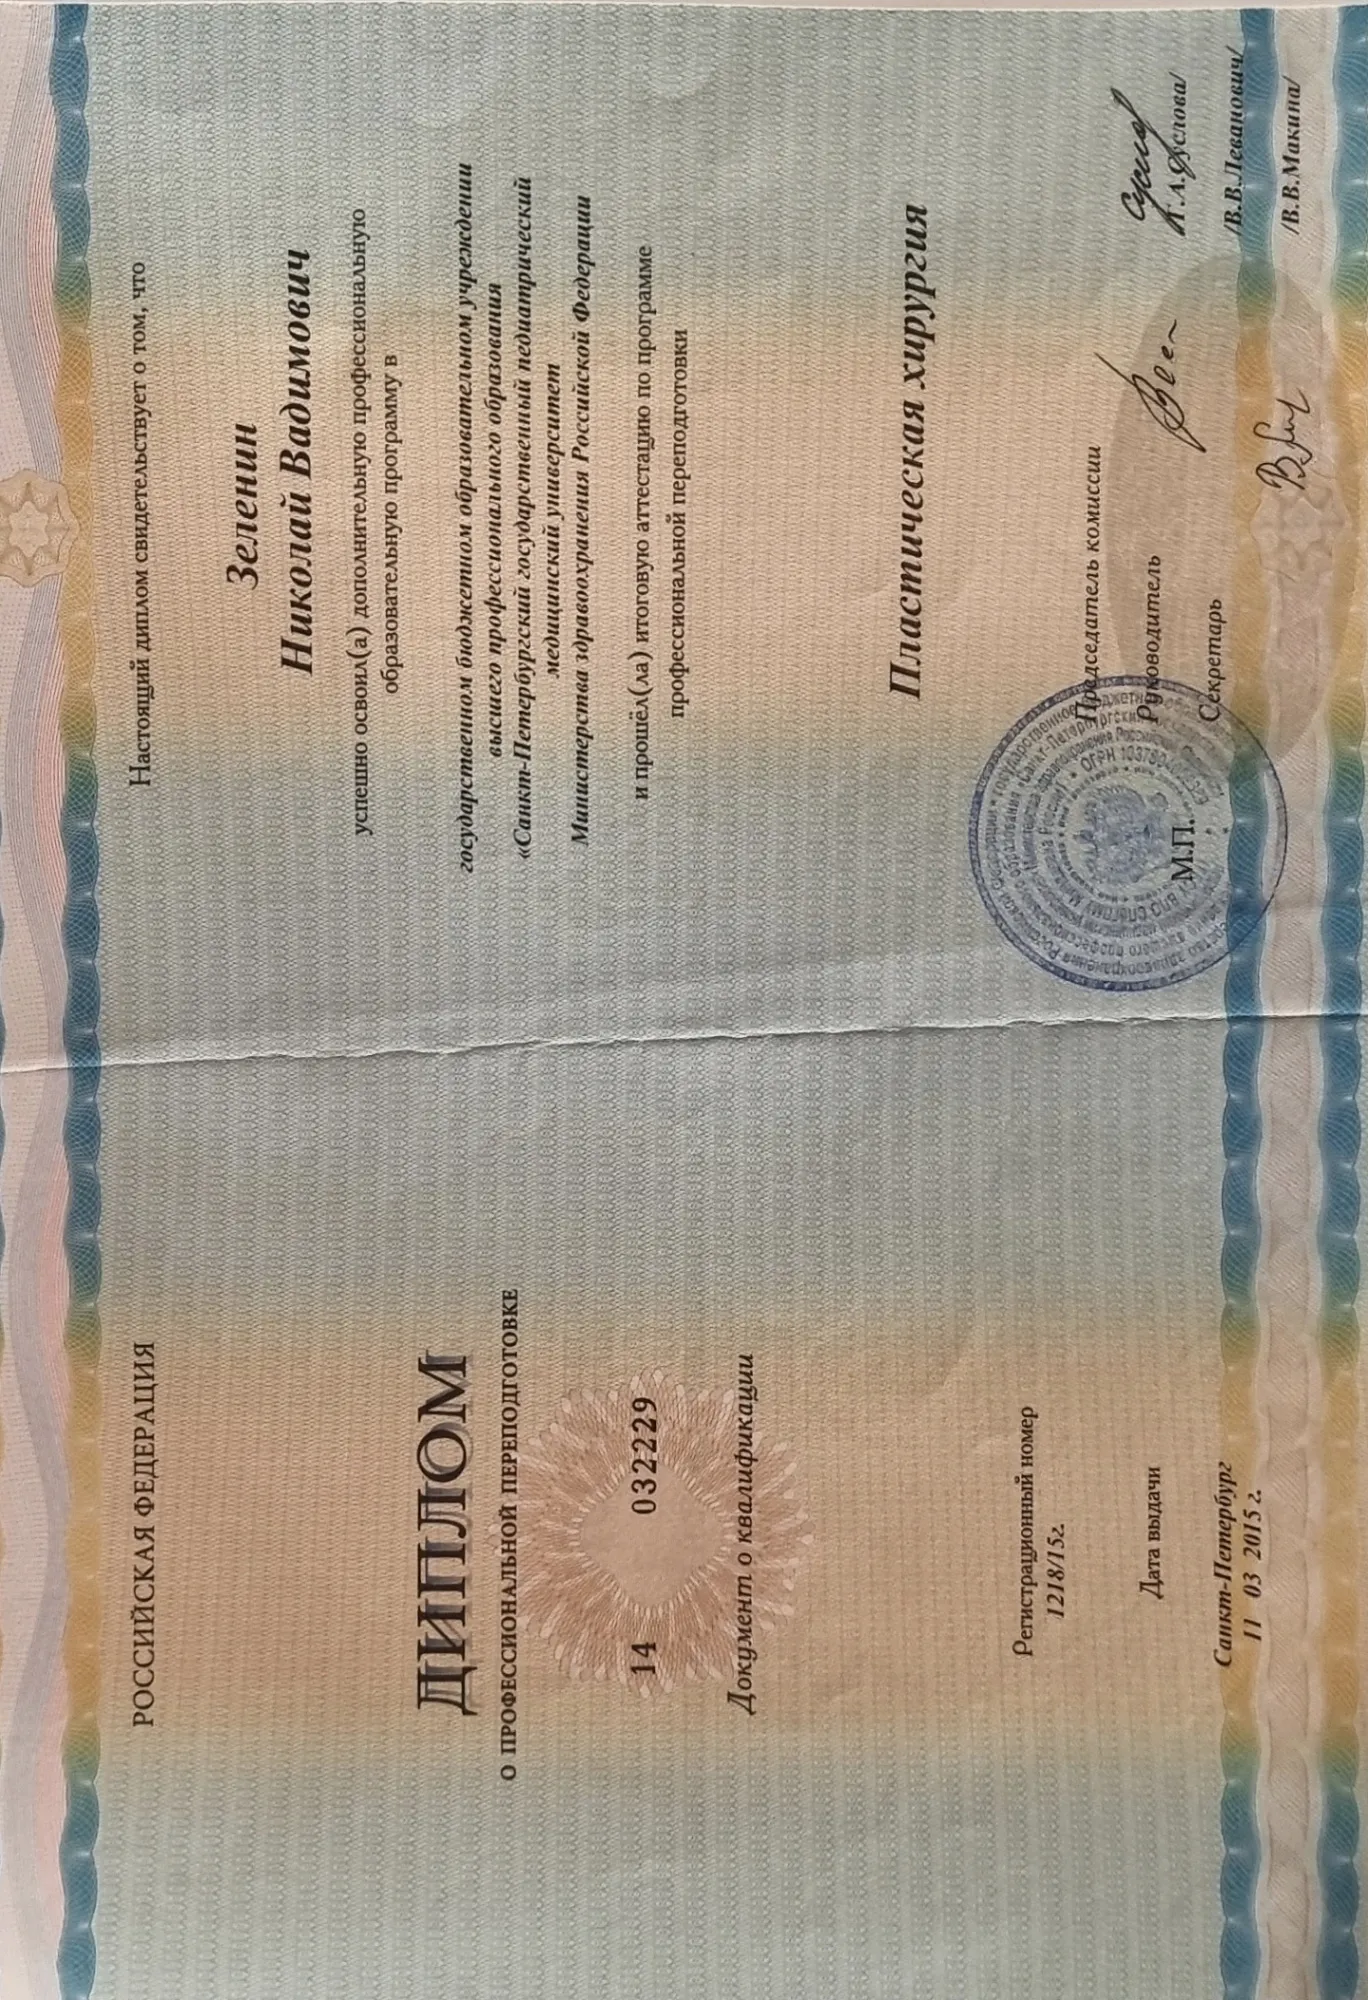 РОССИЙСКАЯ ФЕДЕРАЦИЯ
ДИПЛОМ
О ПРОФЕССИОНАЛЬНОЙ ПЕРЕПОДГОТОВКЕ
14 032229
Документ о квалификации
Регистрационный номер
1218/15г.
Дата выдачи
Санкт-Петербург
11 03 2015 г.
Настоящий диплом свидетельствует о том, что
Зеленин
Николай Вадимович
успешно освоил(а) дополнительную профессиональную
образовательную программу в
государственном бюджетном образовательном учреждении
высшего профессионального образования
«Санкт-Петербургский государственный педиатрический
медицинский университет
Министерства здравоохранения Российской Федерации
и прошёл(ла) итоговую аттестацию по программе
профессиональной переподготовки
Пластическая хирургия
Председатель комиссии
Руководитель /В.В.Леванович/
Секретарь /В.В.Макина/
М.П.